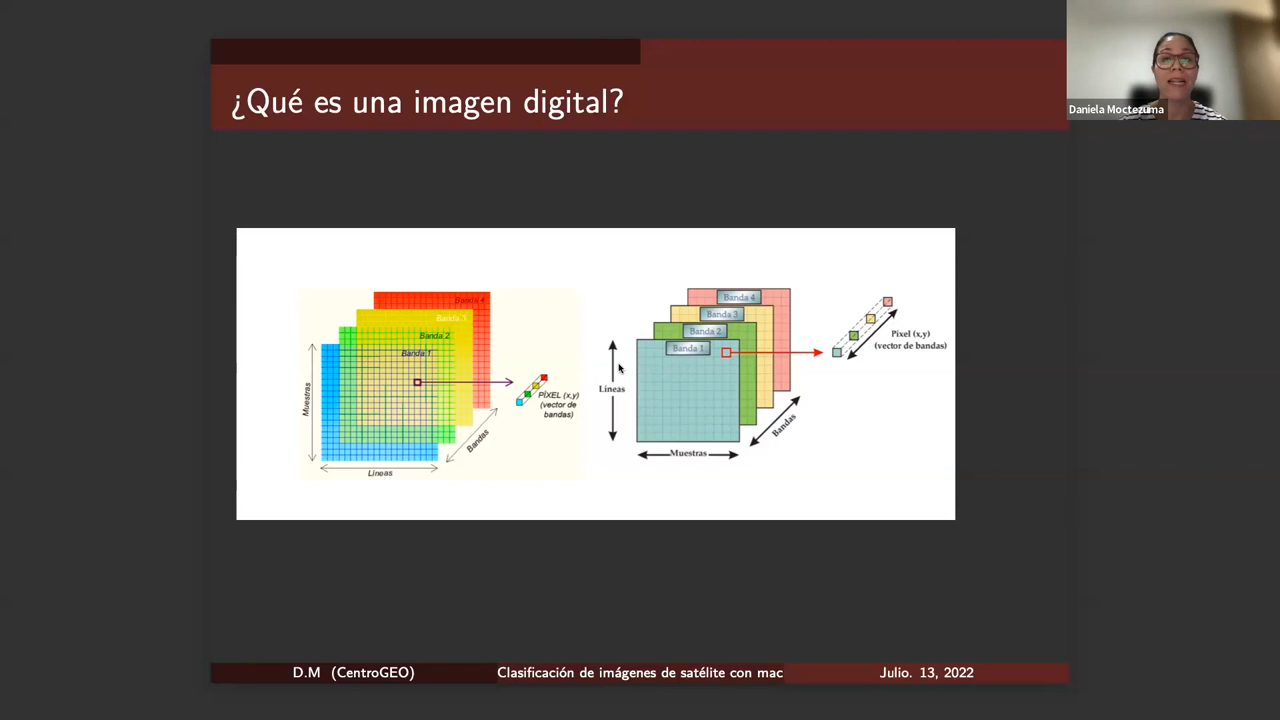 ¿Qué es una imagen digital?
Daniela Moctezuma
Banda 4
Banda 3
Banda 2
Banda 1
Muestras
Líneas
Bandas
PÍXEL (x,y)
(vector de
bandas)
Banda 4
Banda 3
Banda 2
Banda 1
Líneas
Muestras
Bandas
Píxel (x,y)
(vector de bandas)
D.M (CentroGEO)
Clasificación de imágenes de satélite con mac
Julio. 13, 2022